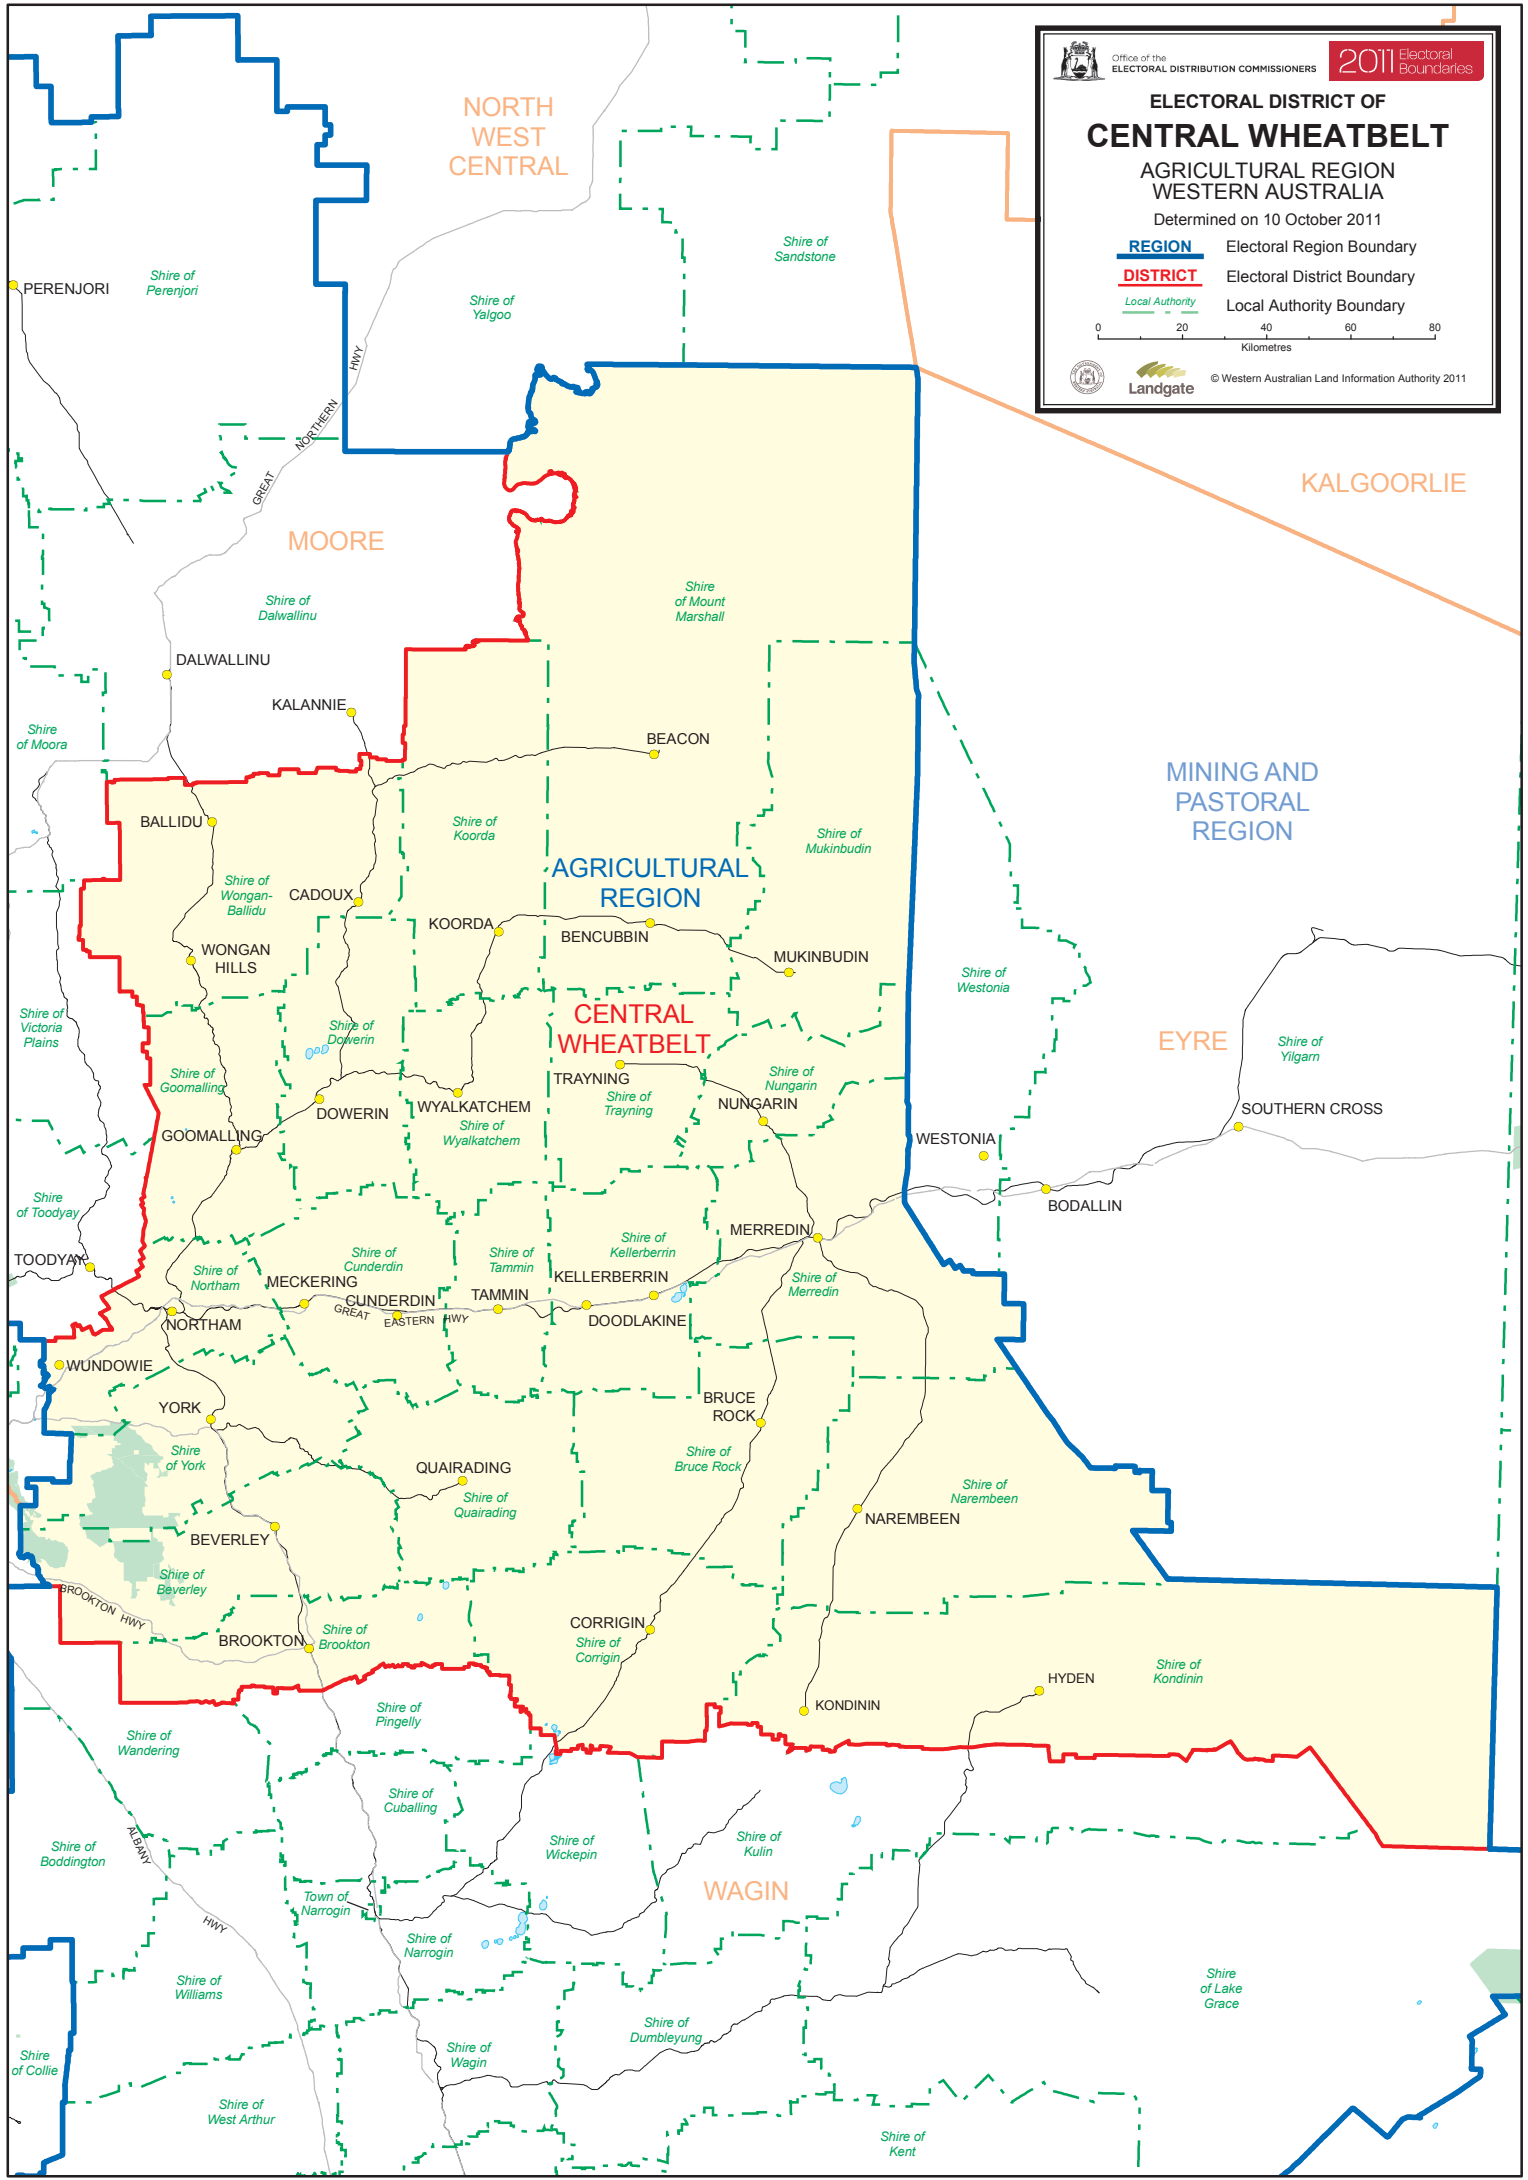 Office of the
ELECTORAL DISTRIBUTION COMMISSIONERS
2011 Electoral
Boundaries
ELECTORAL DISTRICT OF
CENTRAL WHEATBELT
AGRICULTURAL REGION
WESTERN AUSTRALIA
Determined on 10 October 2011
REGION Electoral Region Boundary
DISTRICT Electoral District Boundary
Local Authority Local Authority Boundary
0 20 40 60 80
Kilometres
Landgate
© Western Australian Land Information Authority 2011
NORTH
WEST
CENTRAL
Shire of
Sandstone
Shire of
Perenjori
PERENJORI
Shire of
Yalgoo
HWY
NORTHERN
GREAT
KALGOORLIE
MOORE
Shire of
Dalwallinu
Shire
of Mount
Marshall
DALWALLINU
KALANNIE
Shire
of Moora
BEACON
MINING AND
PASTORAL
REGION
BALLIDU
Shire of
Koorda
Shire of
Mukinbudin
AGRICULTURAL
REGION
Shire of
Wongan-
Ballidu
CADOUX
KOORDA
BENCUBBIN
WONGAN
HILLS
MUKINBUDIN
Shire of
Westonia
Shire of
Victoria
Plains
Shire of
Dowerin
CENTRAL
WHEATBELT
EYRE
Shire of
Yilgarn
Shire of
Goomalling
TRAYNING
Shire of
Trayning
Shire of
Nungarin
NUNGARIN
DOWERIN
WYALKATCHEM
Shire of
Wyalkatchem
SOUTHERN CROSS
GOOMALLING
WESTONIA
Shire
of Toodyay
BODALLIN
MERREDIN
TOODYAY
Shire of
Northam
Shire of
Cunderdin
Shire of
Tammin
Shire of
Kellerberrin
MECKERING
KELLERBERRIN
Shire of
Merredin
CUNDERDIN
TAMMIN
GREAT
EASTERN HWY
DOODLAKINE
NORTHAM
WUNDOWIE
YORK
BRUCE
ROCK
Shire
of York
Shire of
Bruce Rock
QUAIRADING
Shire of
Quairading
Shire of
Narembeen
NAREMBEEN
BEVERLEY
Shire of
Beverley
BROOKTON HWY
BROOKTON
Shire of
Brookton
CORRIGIN
Shire of
Corrigin
Shire of
Kondinin
HYDEN
KONDININ
Shire of
Pingelly
Shire of
Wandering
Shire of
Cuballing
Shire of
Boddington
ALBANY
HWY
Shire of
Wickepin
Shire of
Kulin
WAGIN
Town of
Narrogin
Shire of
Narrogin
Shire of
Williams
Shire
of Lake
Grace
Shire of
Dumbleyung
Shire of
Wagin
Shire
of Collie
Shire of
West Arthur
Shire of
Kent